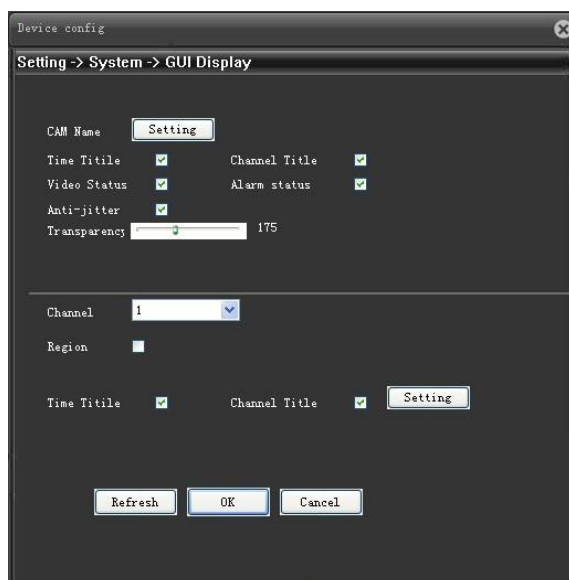 Device config
Setting -> System -> GUI Display
CAM Name Setting
Time Titile Channel Title
Video Status Alarm status
Anti-jitter
Transparency 175
Channel 1
Region
Time Titile Channel Title Setting
Refresh OK Cancel